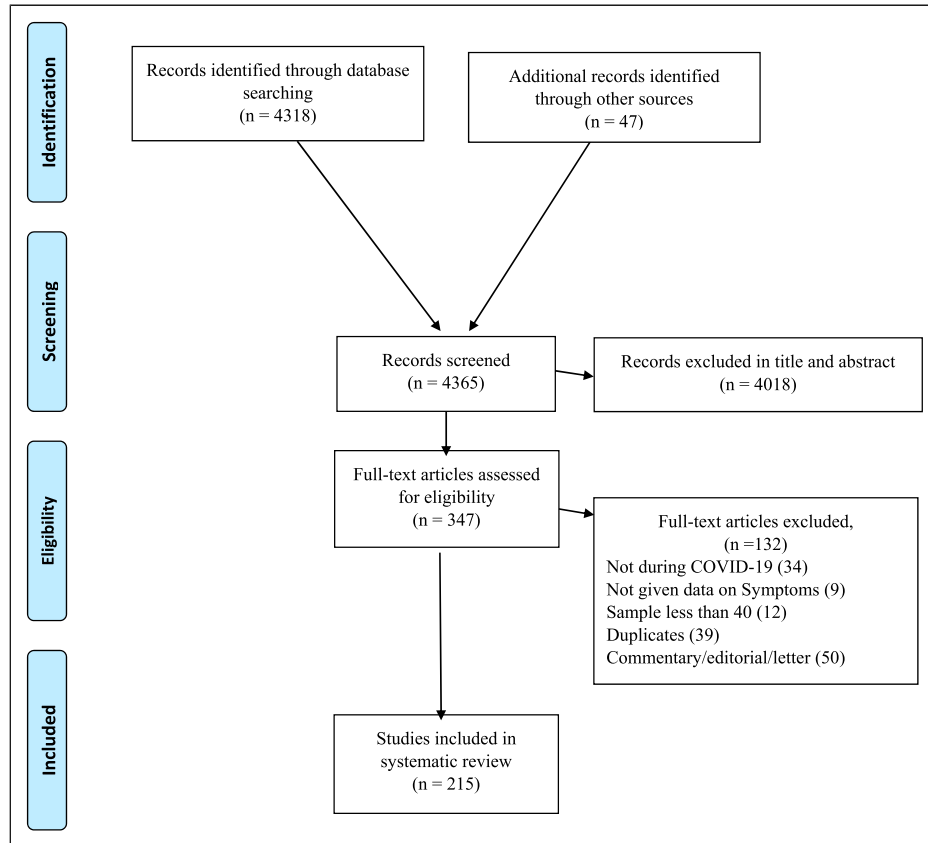 Identification
Records identified through database
searching
(n = 4318)
Additional records identified
through other sources
(n = 47)
Screening
Records screened
(n = 4365)
Records excluded in title and abstract
(n = 4018)
Eligibility
Full-text articles assessed
for eligibility
(n = 347)
Full-text articles excluded,
(n =132)
Not during COVID-19 (34)
Not given data on Symptoms (9)
Sample less than 40 (12)
Duplicates (39)
Commentary/editorial/letter (50)
Included
Studies included in
systematic review
(n = 215)